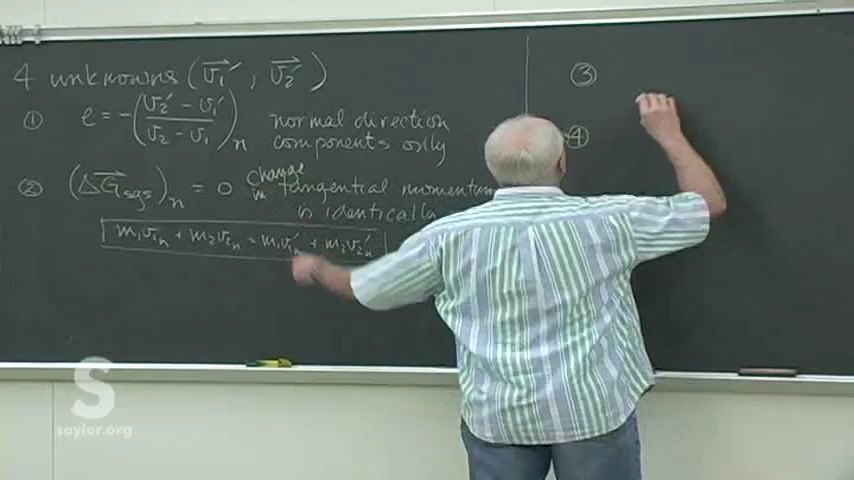 4 unknowns (v₁', v₂')
① e = -((v₂' - v₁')/(v₂ - v₁))ₙ normal direction
components only
② (ΔG_sys)ₙ = 0 change in tangential momentum
is identically
m₁v₁ₙ + m₂v₂ₙ = m₁v₁ₙ' + m₂v₂ₙ'
③
④
S
saylor.org